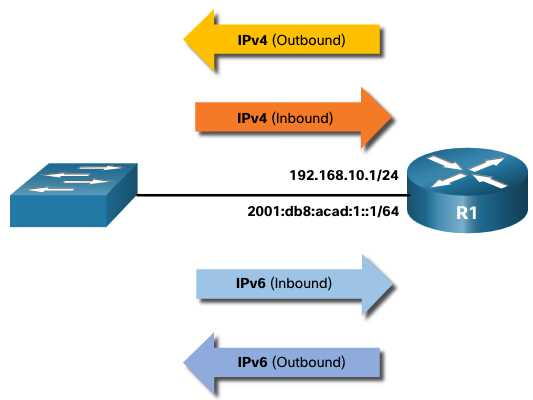 IPv4 (Outbound)
IPv4 (Inbound)
192.168.10.1/24
2001:db8:acad:1::1/64
R1
IPv6 (Inbound)
IPv6 (Outbound)